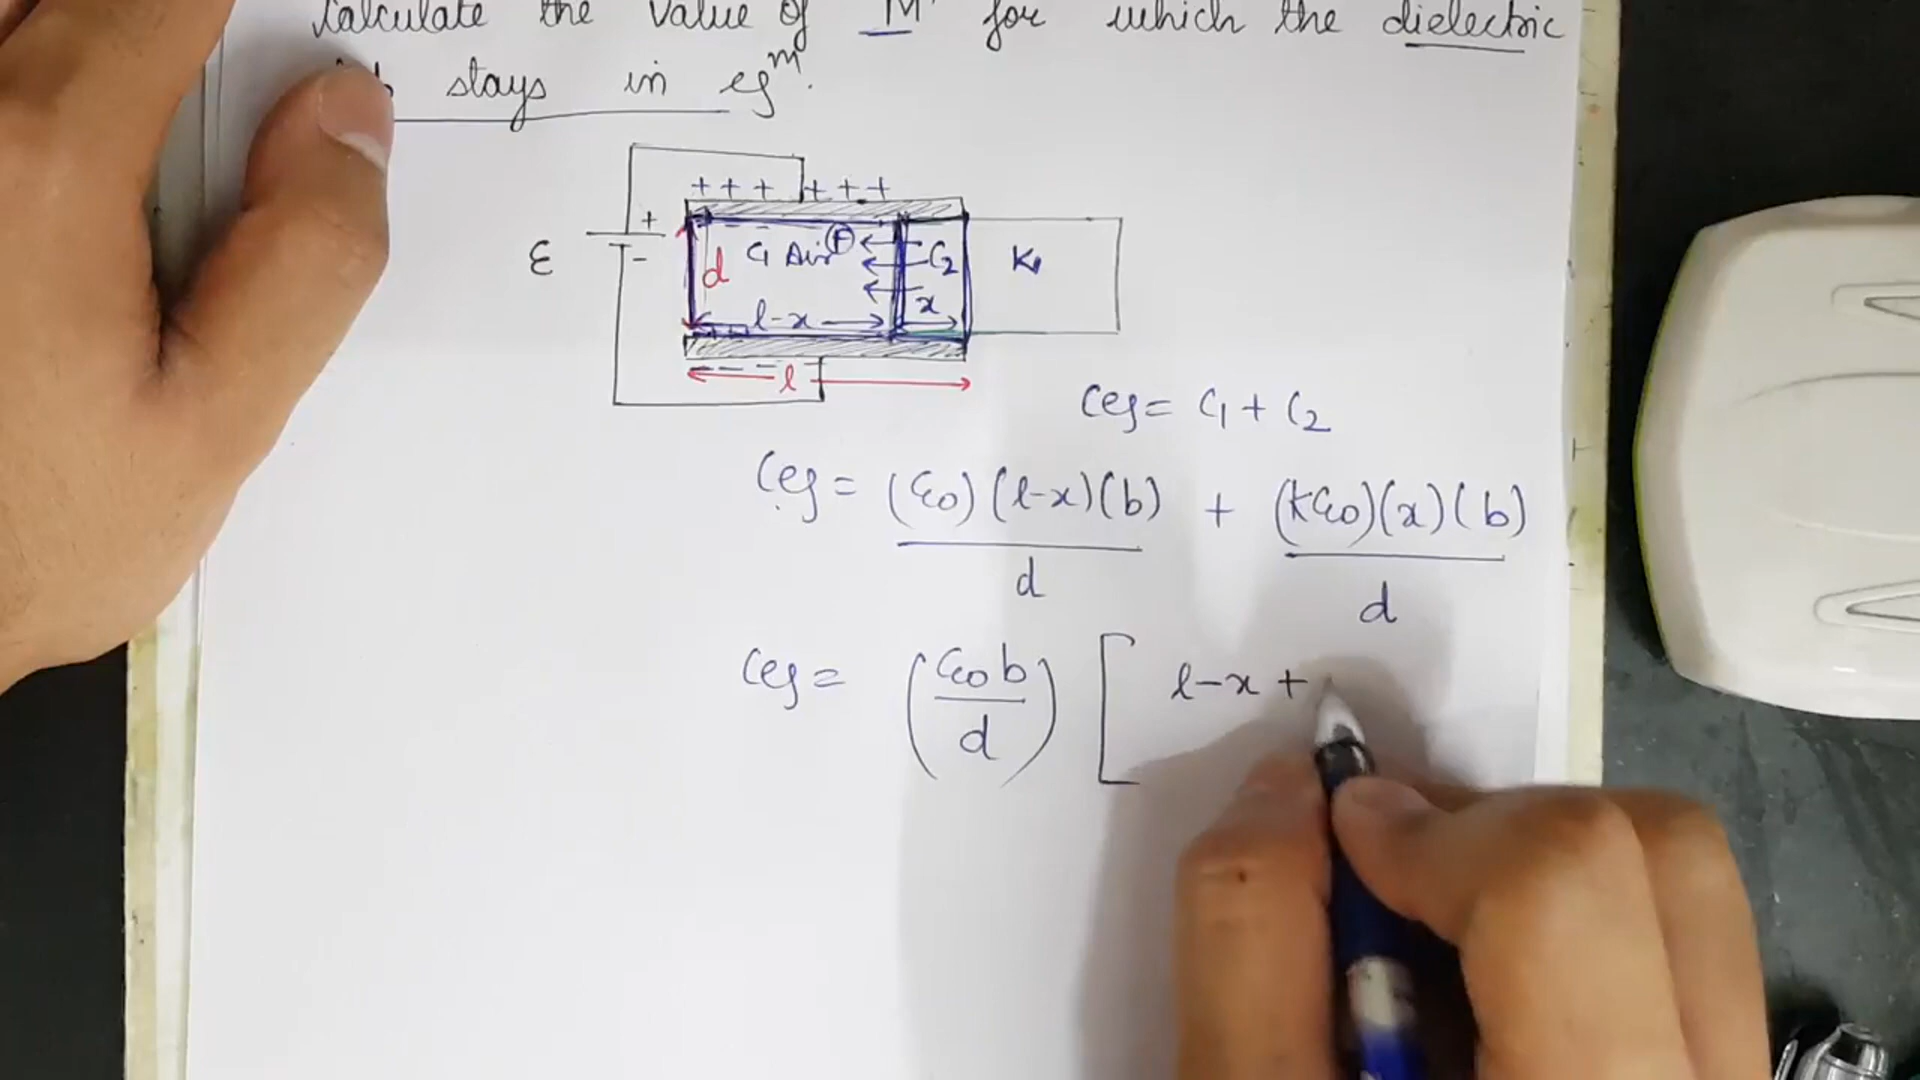 Calculate the value of 'M' for which the dielectric
stays in eqᵐ.
+ + + + + +
+
ε - d C₁ Air F C₂ K₁
l-x x
- - - -
l
Ceq = C₁ + C₂
Ceq = (ε₀)(l-x)(b)/d + (kε₀)(x)(b)/d
Ceq = (ε₀b/d) [ l-x +